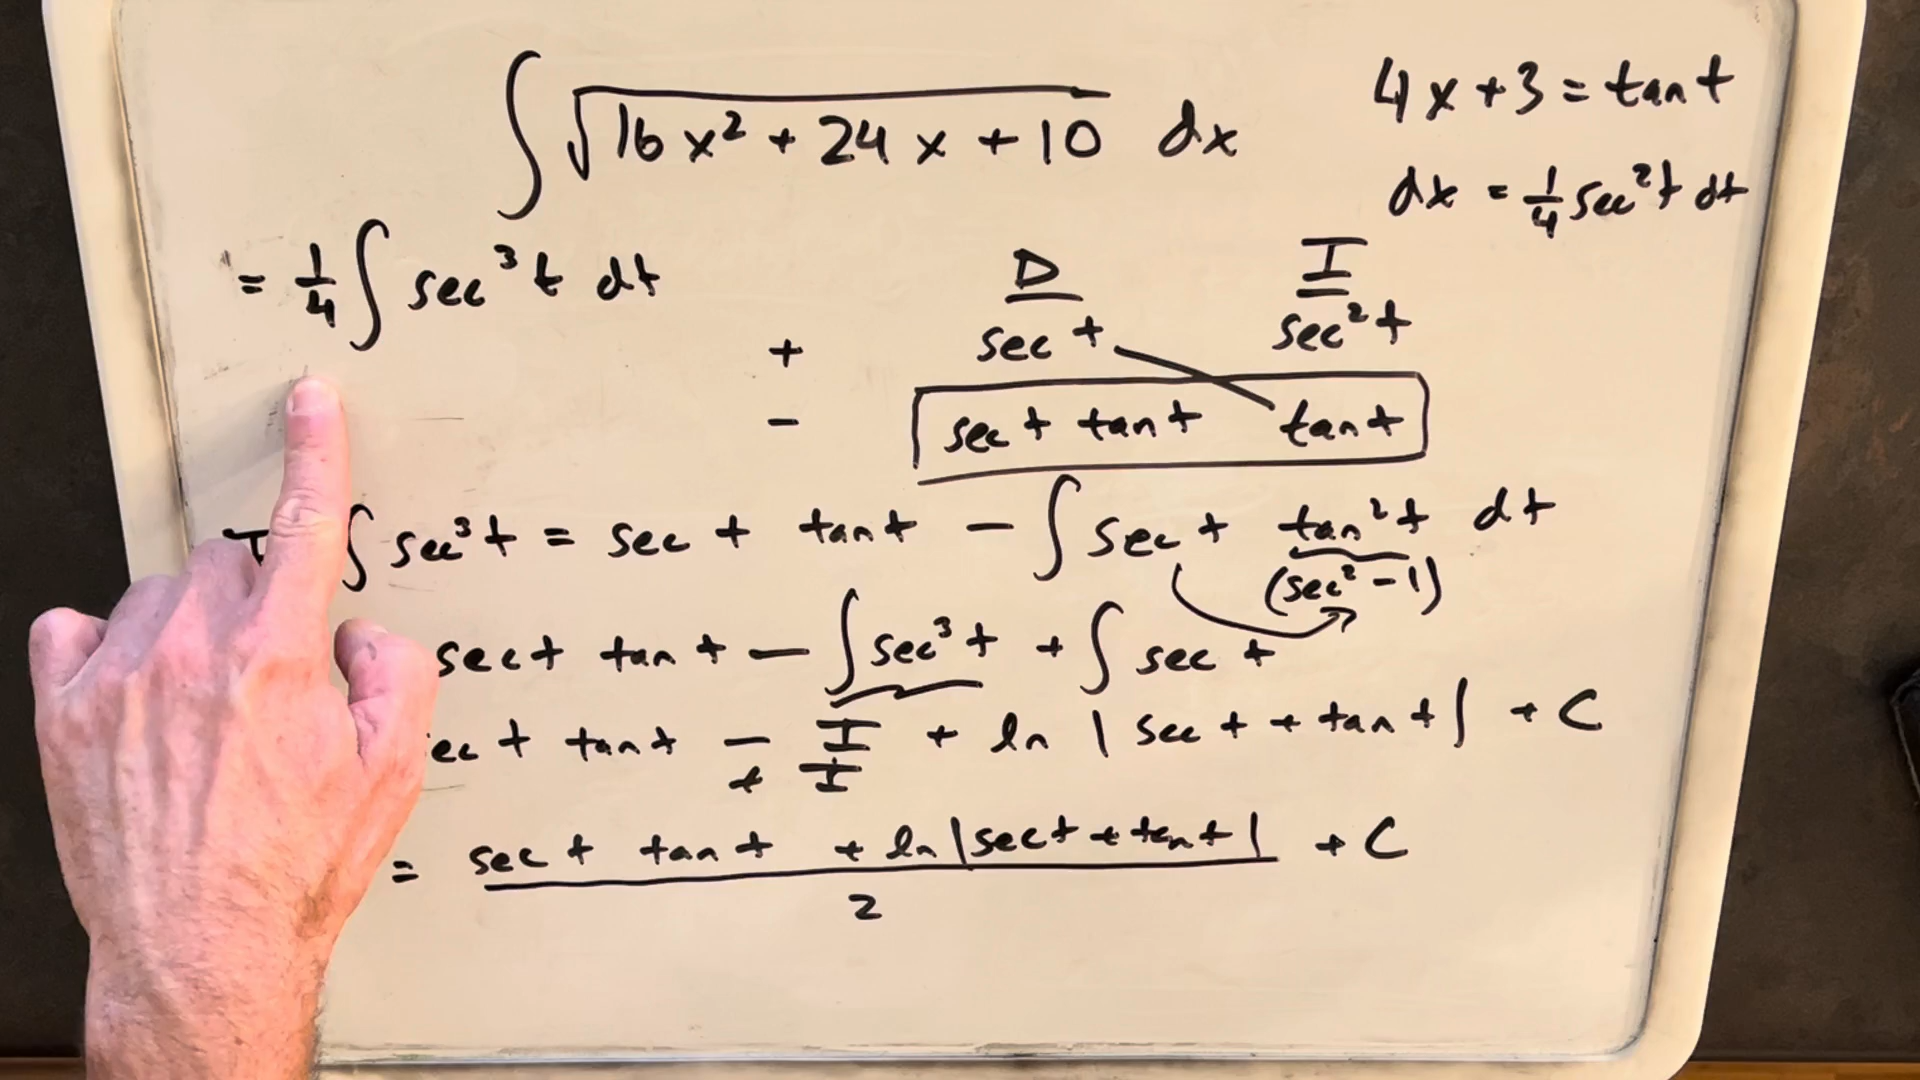 ∫ √(16x² + 24x + 10) dx
4x + 3 = tan t
dx = 1/4 sec² t dt
= 1/4 ∫ sec³ t dt
D I
+ sec t sec² t
- sec t tan t tan t
∫ sec³ t = sec t tan t - ∫ sec t tan² t dt
(sec² - 1)
sec t tan t - ∫ sec³ t + ∫ sec t
sec t tan t - I + ln | sec t + tan t | + C
+ I
= (sec t tan t + ln |sec t + tan t|)/2 + C